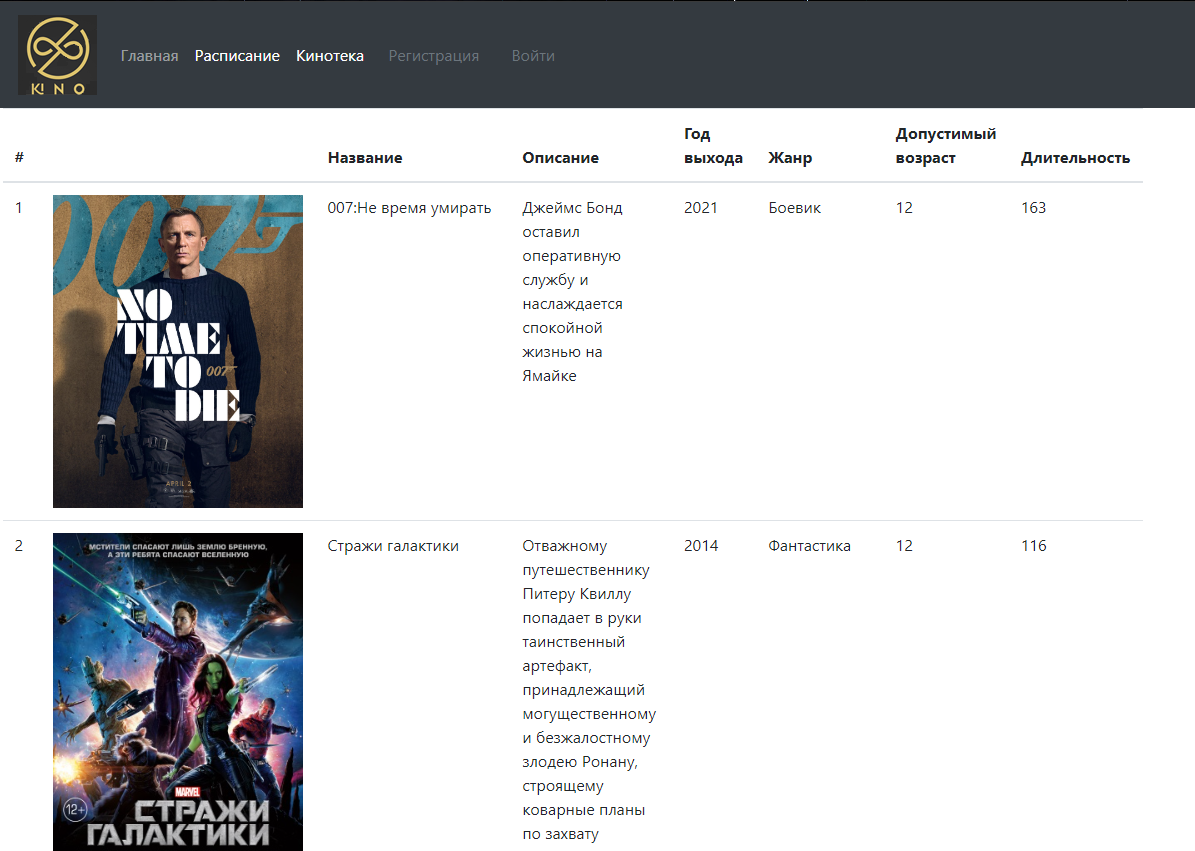 KINO
Главная Расписание Кинотека Регистрация Войти
# Название Описание Год выхода Жанр Допустимый возраст Длительность
1
007
NO
TIME
TO
007
DIE
APRIL 2
007:Не время умирать
Джеймс Бонд
оставил
оперативную
службу и
наслаждается
спокойной
жизнью на
Ямайке
2021
Боевик
12
163
2
МСТИТЕЛИ СПАСАЮТ ЛИШЬ ЗЕМЛЮ БРЕННУЮ,
А ЭТИ РЕБЯТА СПАСАЮТ ВСЕЛЕННУЮ
MARVEL
12+
СТРАЖИ
ГАЛАКТИКИ
Стражи галактики
Отважному
путешественнику
Питеру Квиллу
попадает в руки
таинственный
артефакт,
принадлежащий
могущественному
и безжалостному
злодею Ронану,
строящему
коварные планы
по захвату
2014
Фантастика
12
116